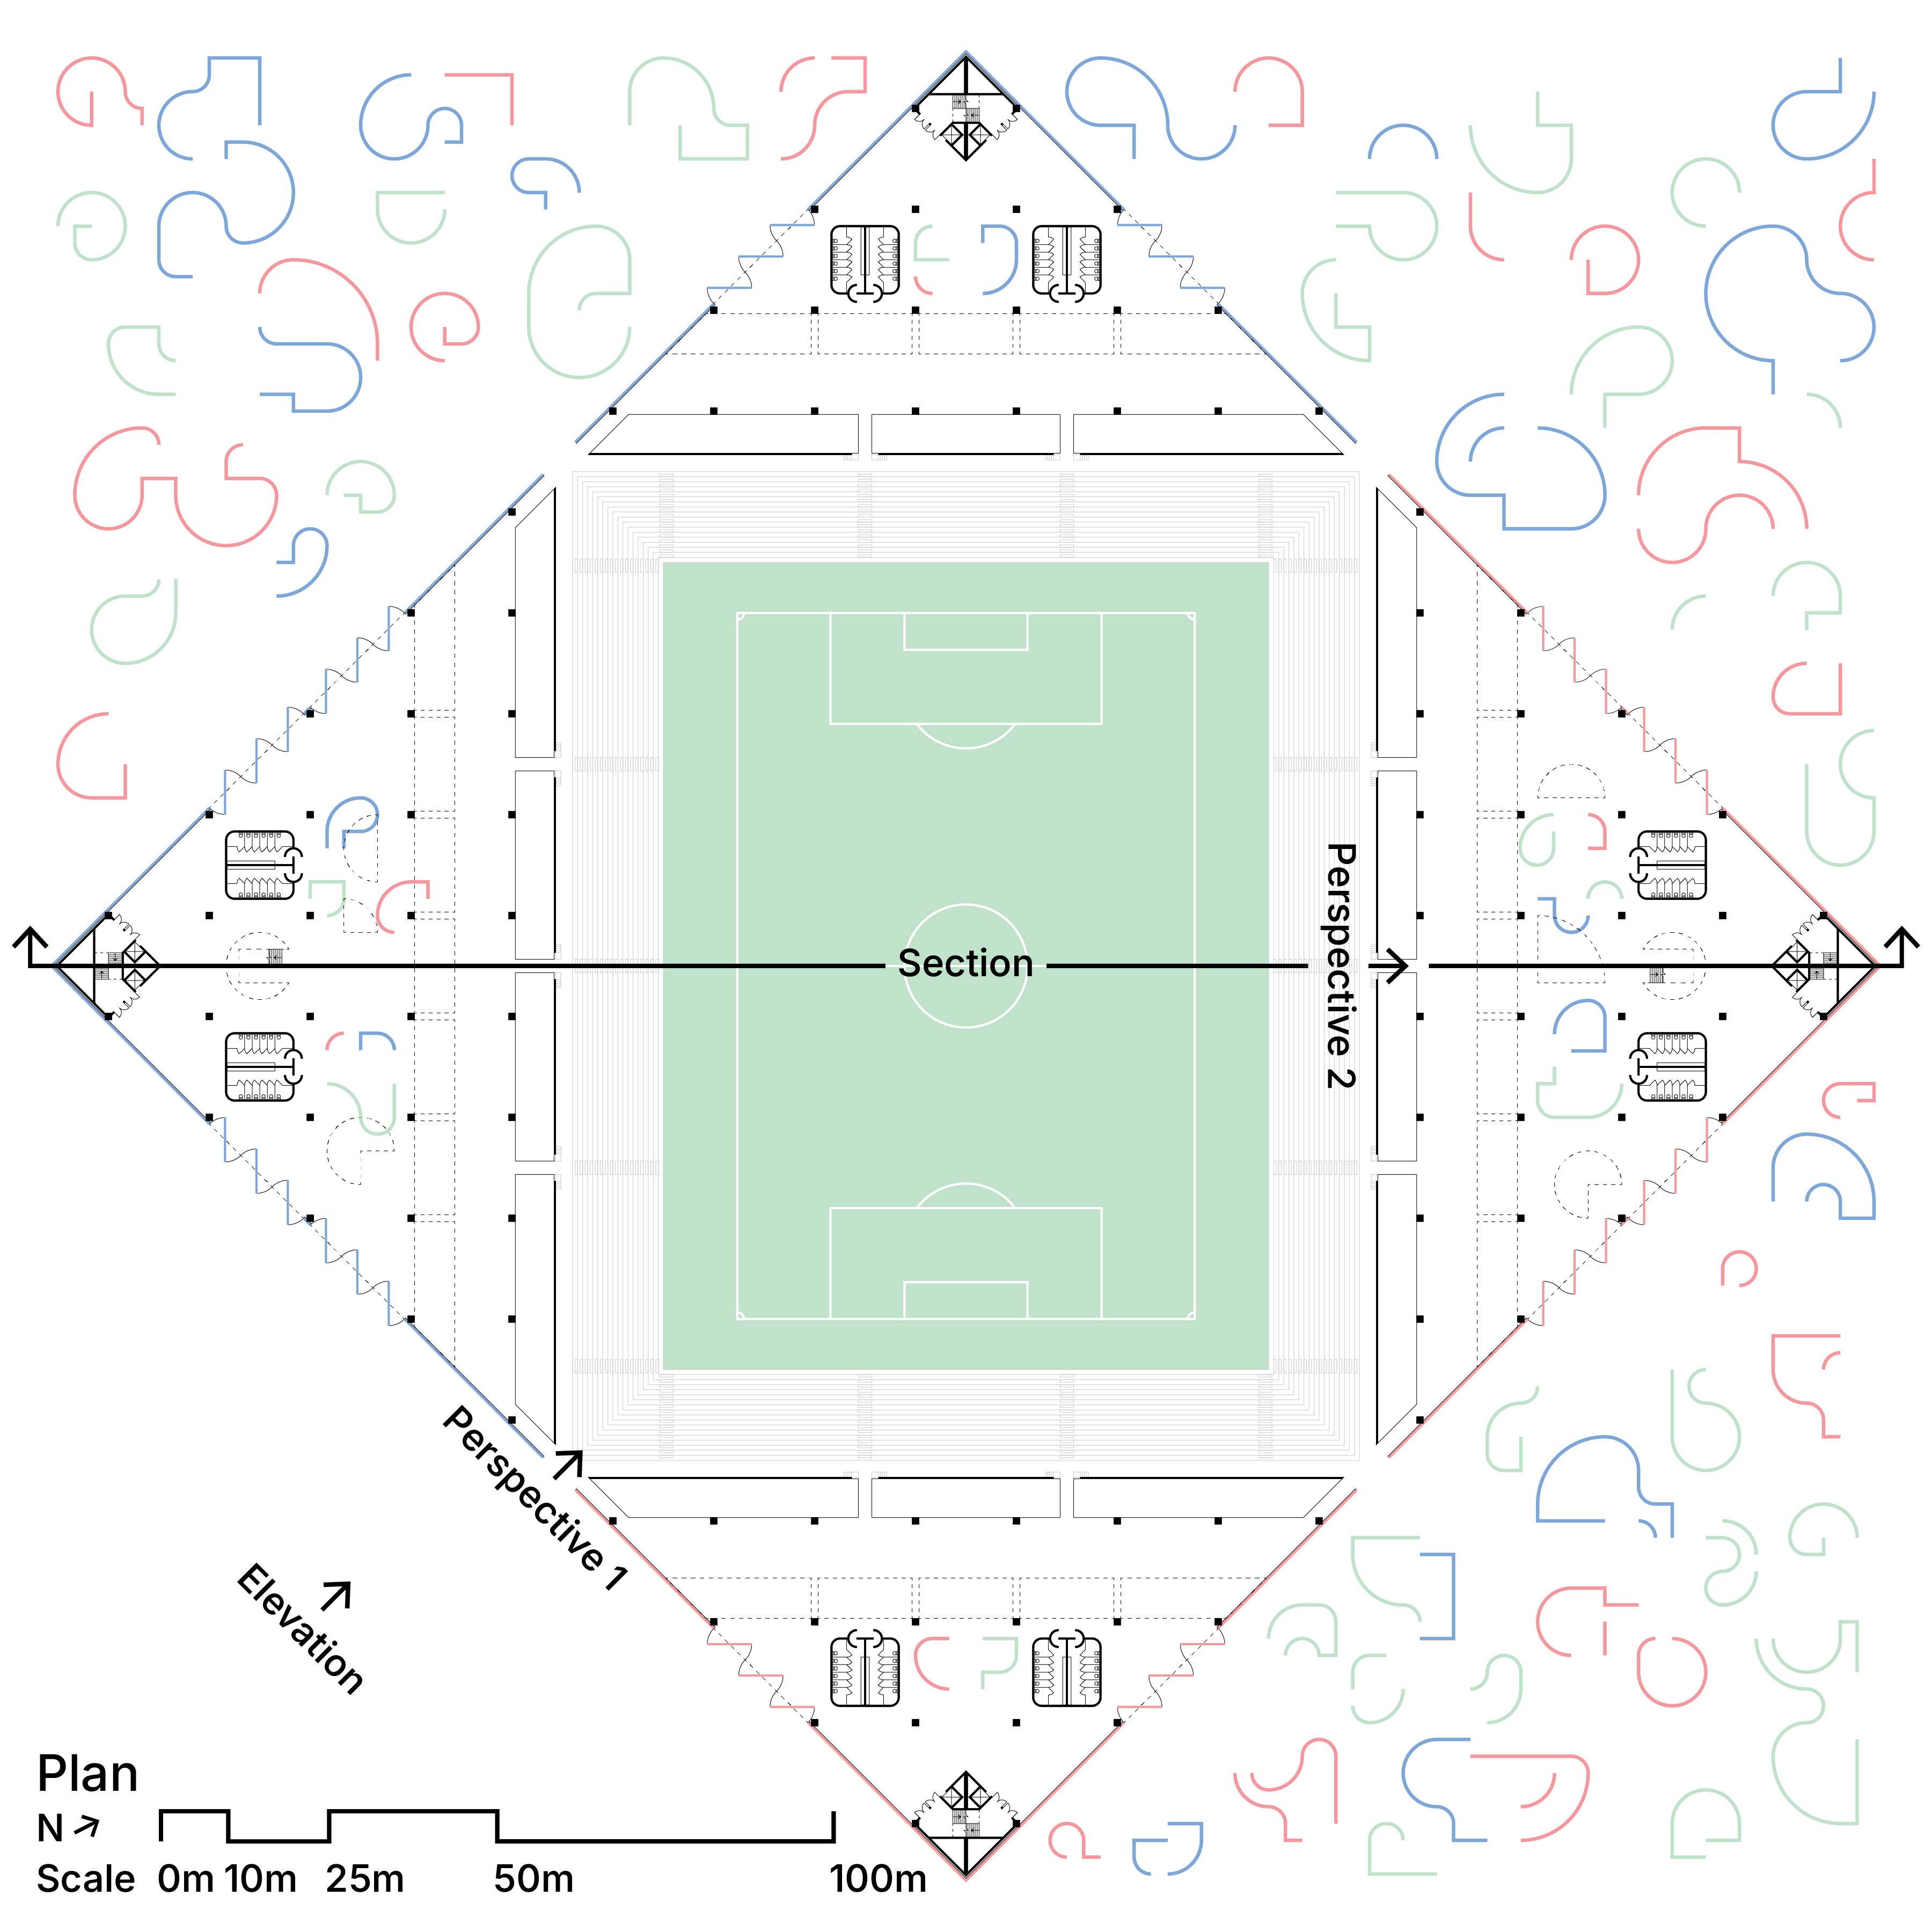 Section
Perspective 2
Perspective 1
Elevation
Plan
N
Scale 0m 10m 25m 50m 100m